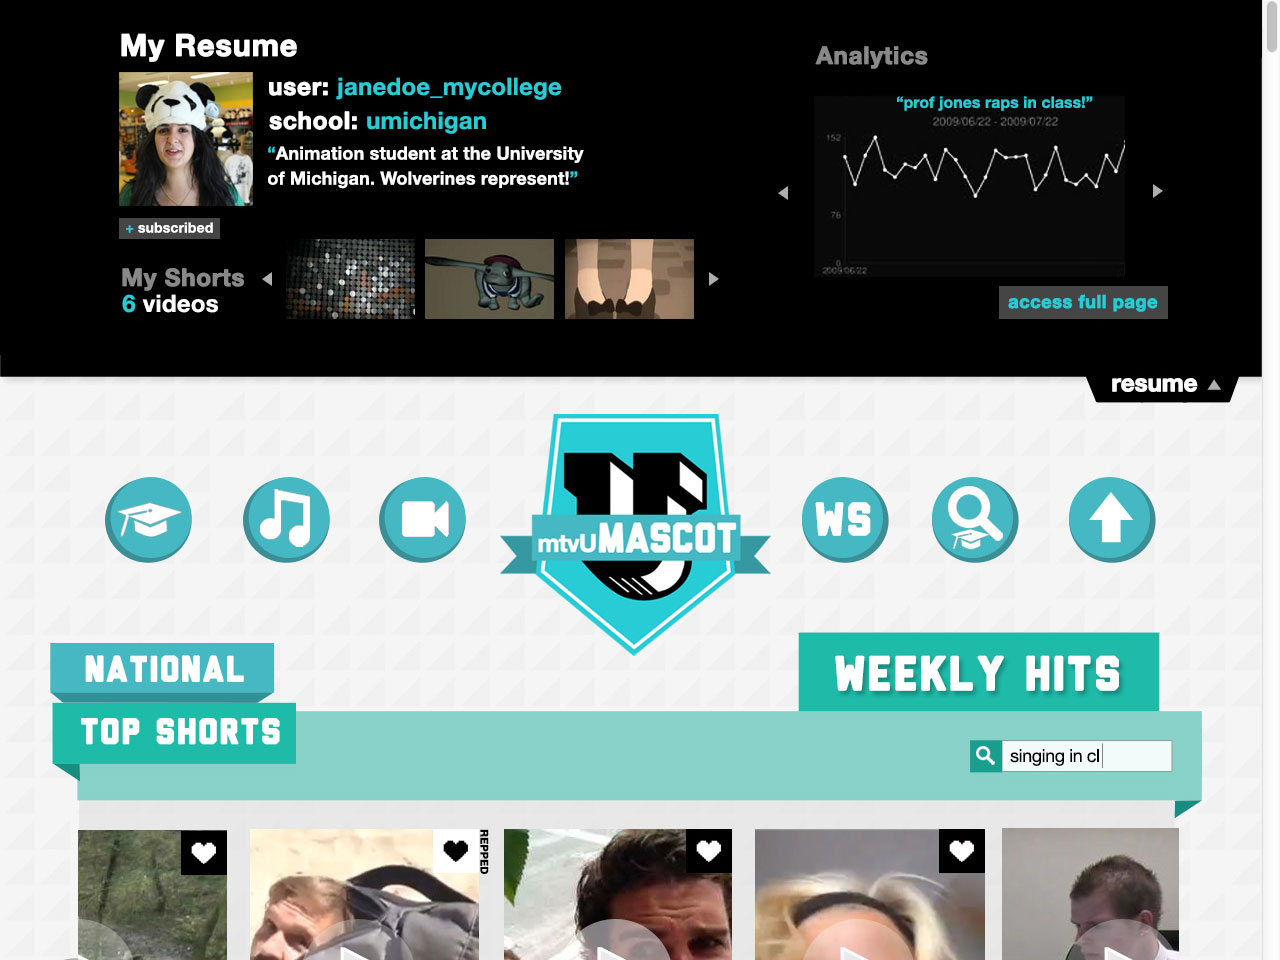 My Resume
user: janedoe_mycollege
school: umichigan
“Animation student at the University
of Michigan. Wolverines represent!”
+ subscribed
My Shorts
6 videos
Analytics
“prof jones raps in class!”
2009/06/22 - 2009/07/22
152
76
0
2009/06/22
access full page
resume
mtvU MASCOT
WS
NATIONAL
TOP SHORTS
WEEKLY HITS
singing in cl
REPPED